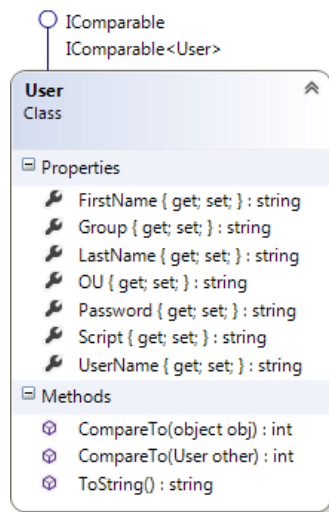 IComparable
IComparable<User>
User
Class
Properties
FirstName { get; set; } : string
Group { get; set; } : string
LastName { get; set; } : string
OU { get; set; } : string
Password { get; set; } : string
Script { get; set; } : string
UserName { get; set; } : string
Methods
CompareTo(object obj) : int
CompareTo(User other) : int
ToString() : string